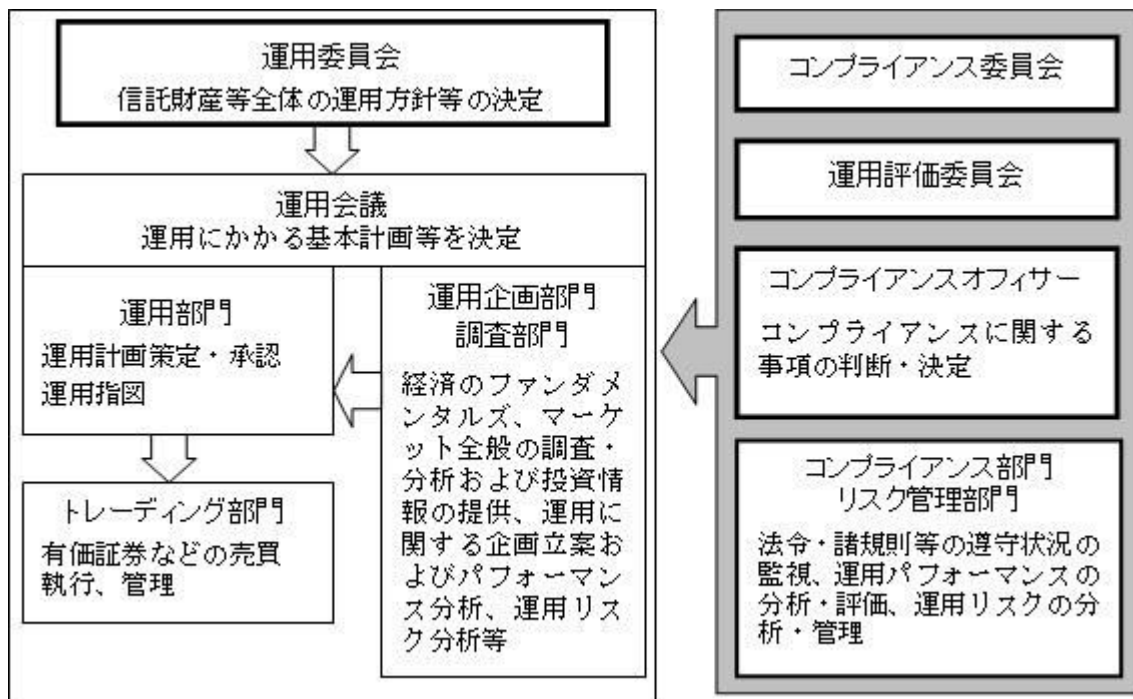 運用委員会
信託財産等全体の運用方針等の決定
運用会議
運用にかかる基本計画等を決定
運用部門
運用計画策定・承認
運用指図
トレーディング部門
有価証券などの売買
執行、管理
運用企画部門
調査部門
経済のファンダメ
ンタルズ、マーケ
ット全般の調査・
分析および投資情
報の提供、運用に
関する企画立案お
よびパフォーマン
ス分析、運用リス
ク分析等
コンプライアンス委員会
運用評価委員会
コンプライアンスオフィサー
コンプライアンスに関する
事項の判断・決定
コンプライアンス部門
リスク管理部門
法令・諸規則等の遵守状況の
監視、運用パフォーマンスの
分析・評価、運用リスクの分
析・管理